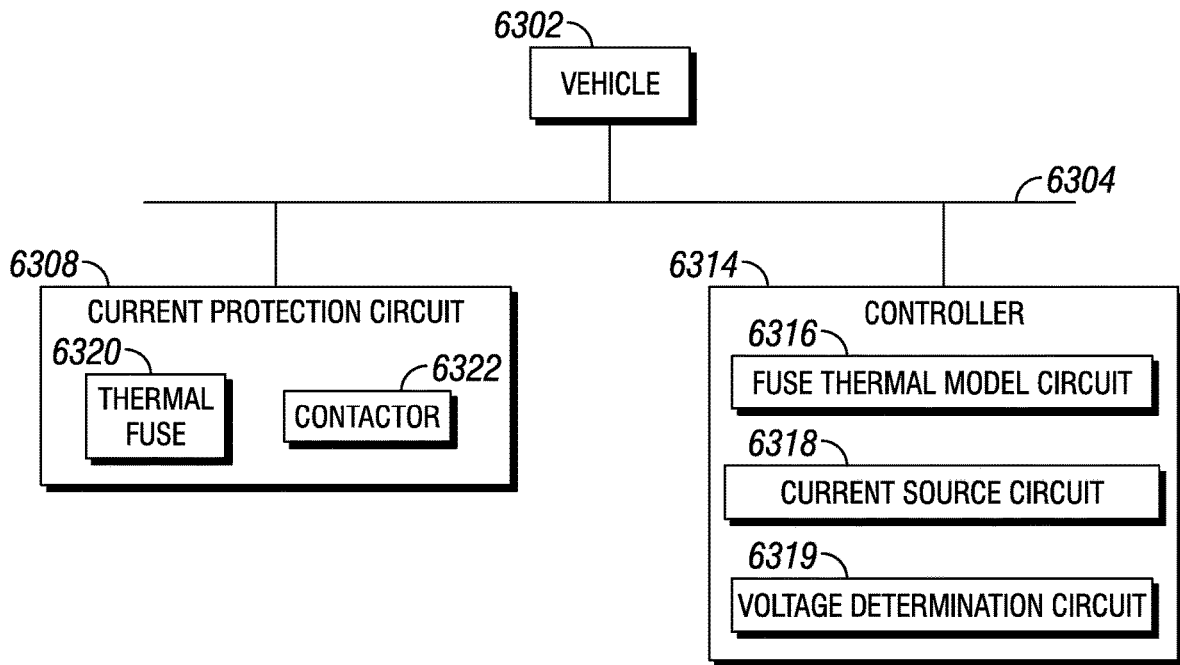 6302
VEHICLE
6304
6308
CURRENT PROTECTION CIRCUIT
6320
THERMAL
FUSE
6322
CONTACTOR
6314
CONTROLLER
6316
FUSE THERMAL MODEL CIRCUIT
6318
CURRENT SOURCE CIRCUIT
6319
VOLTAGE DETERMINATION CIRCUIT